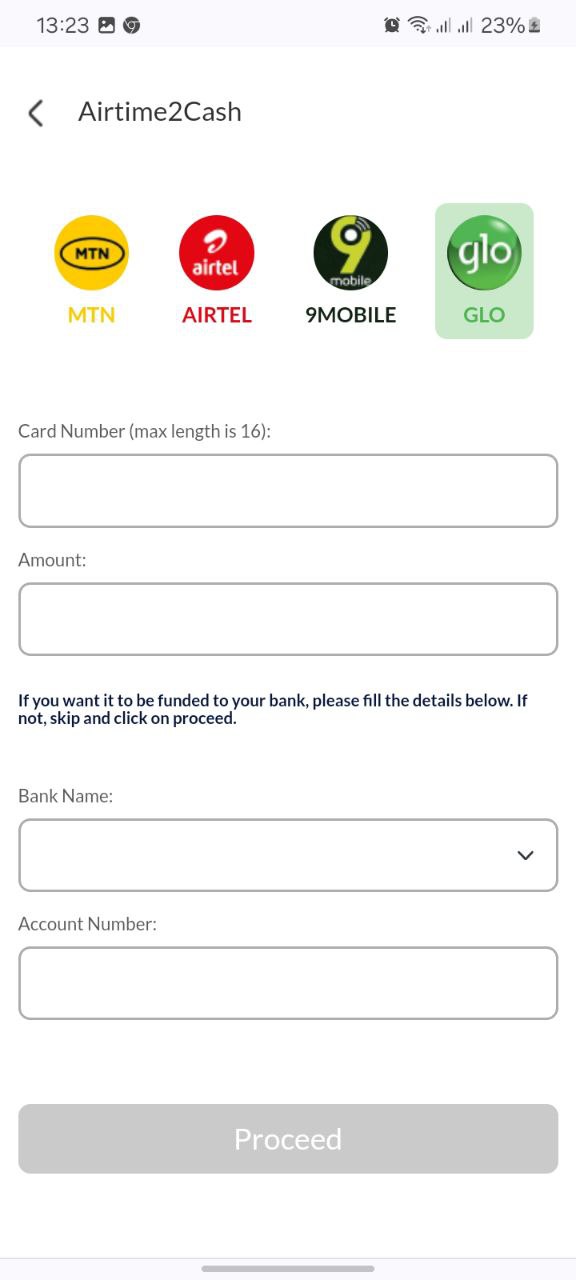 13:23 23%
Airtime2Cash
MTN airtel 9 mobile glo
MTN AIRTEL 9MOBILE GLO
Card Number (max length is 16):
Amount:
If you want it to be funded to your bank, please fill the details below. If
not, skip and click on proceed.
Bank Name:
Account Number:
Proceed